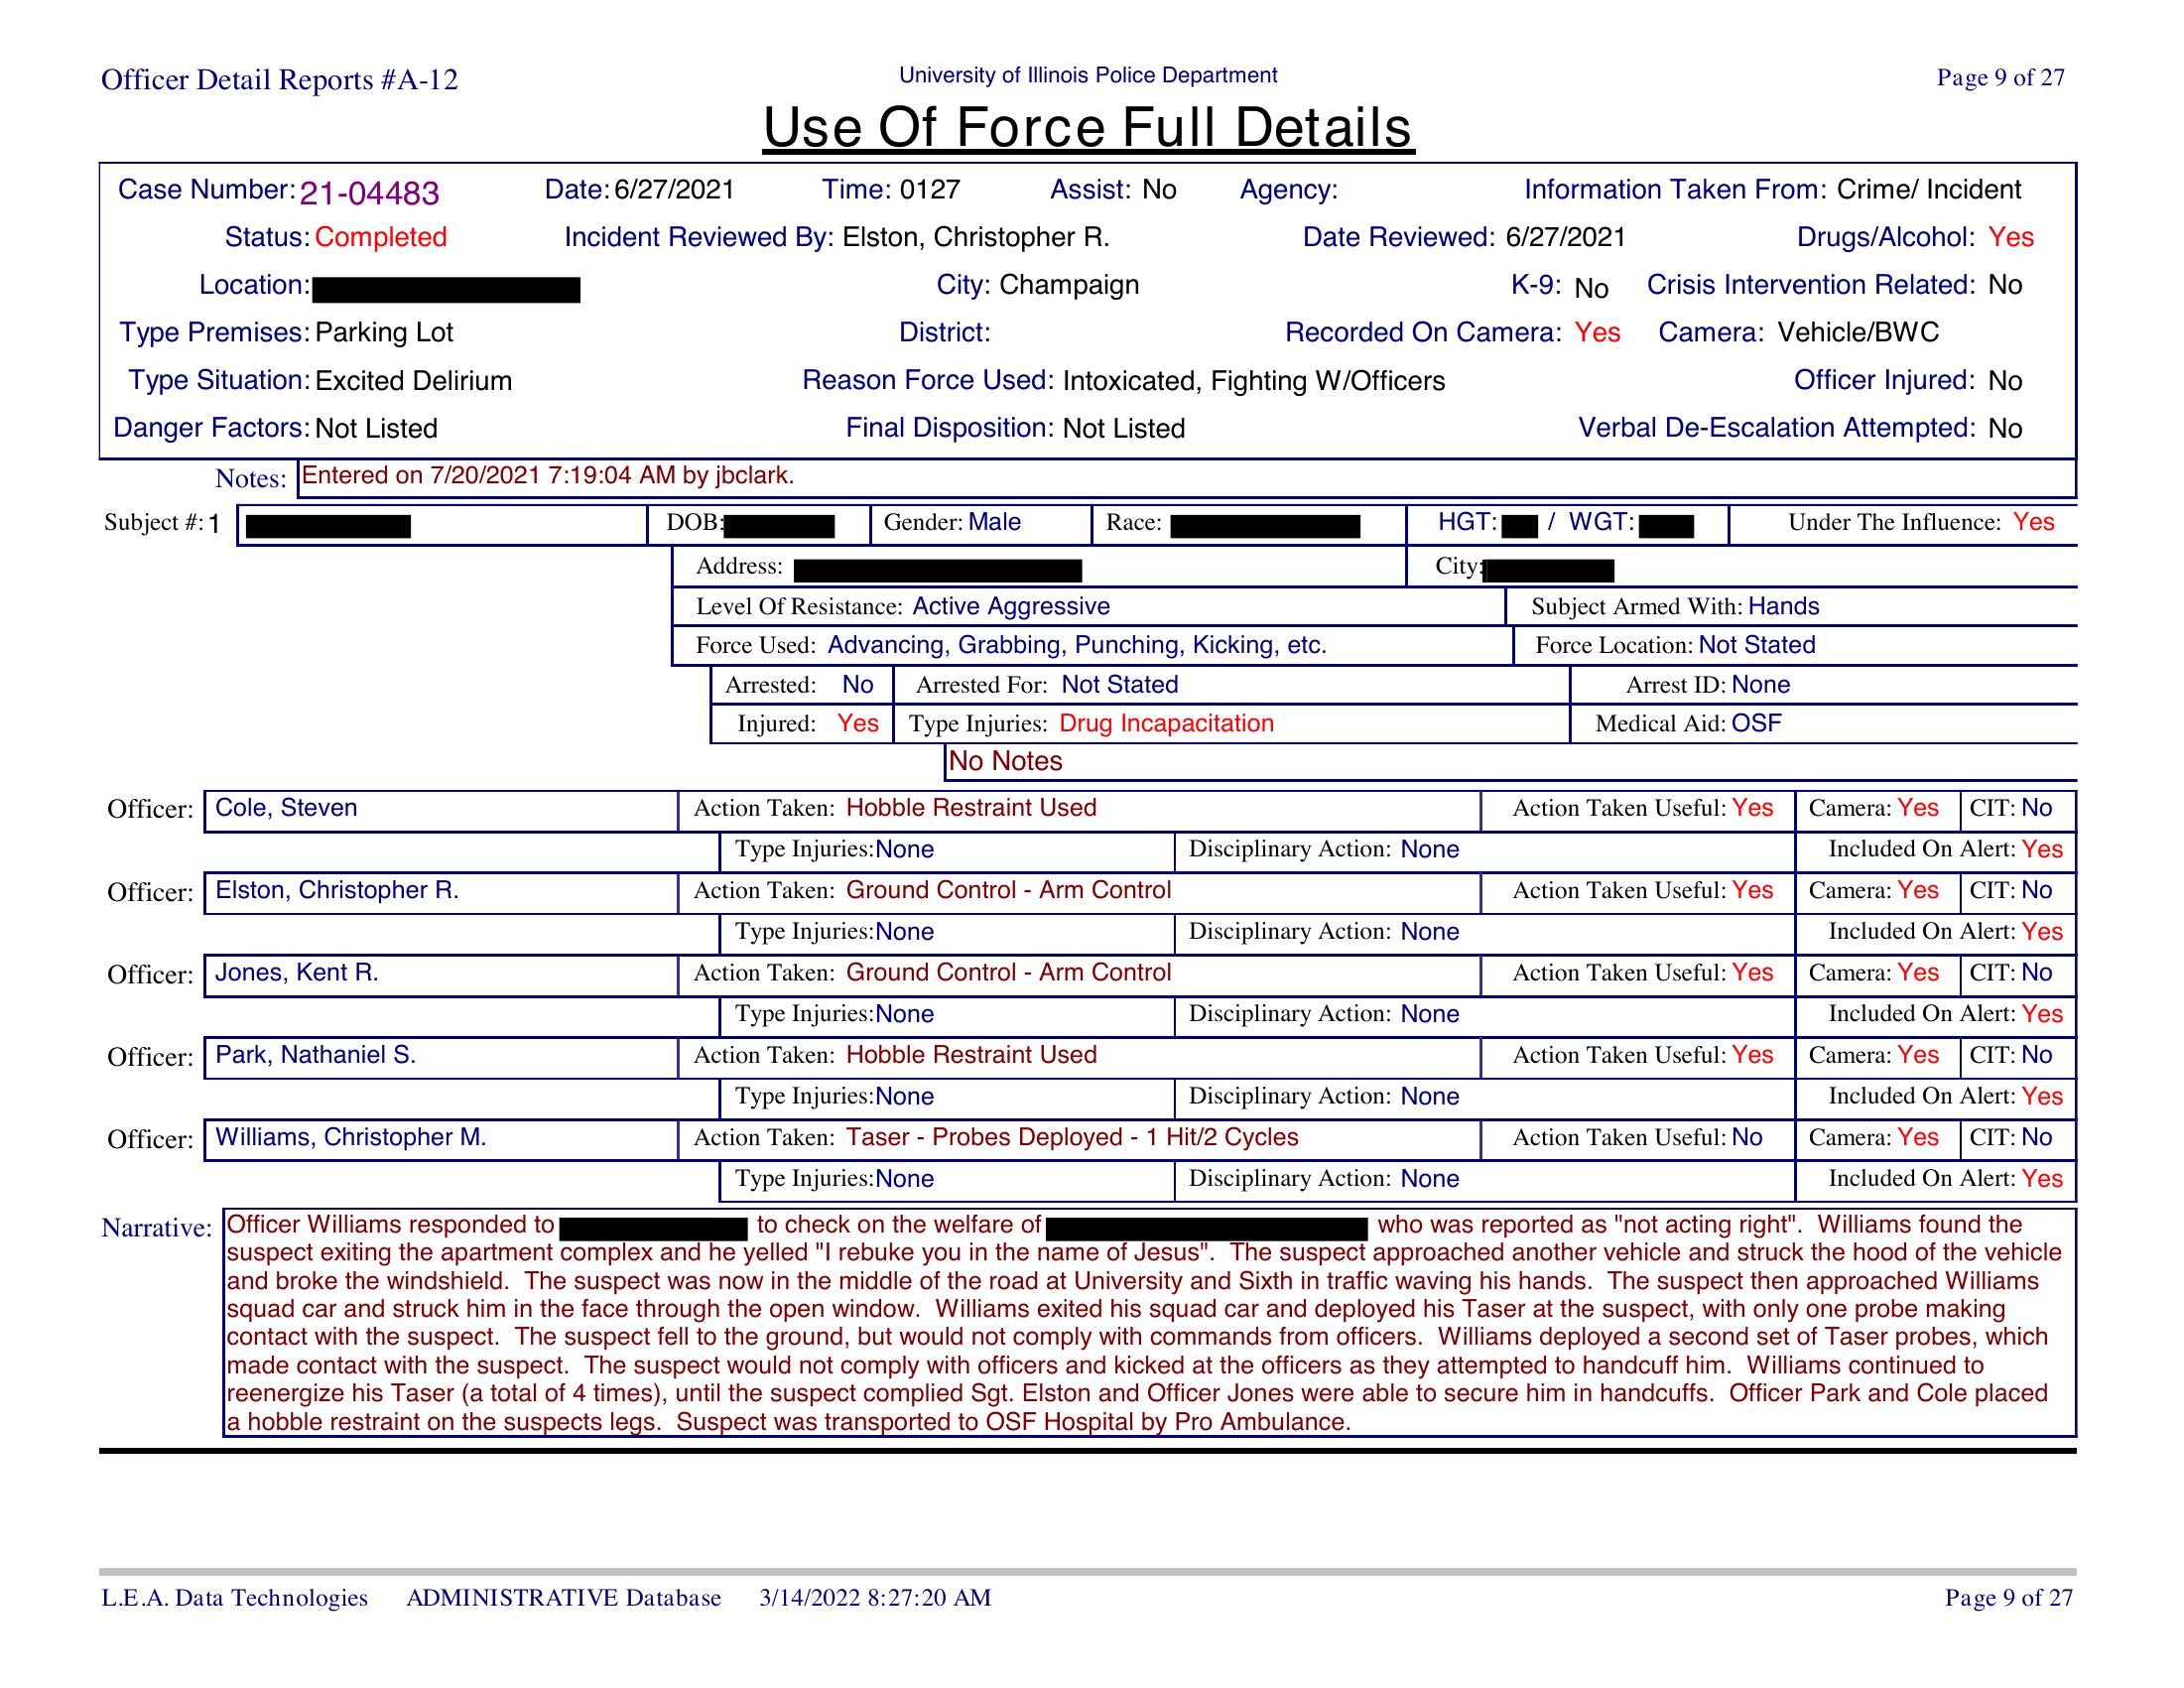 Officer Detail Reports #A-12 University of Illinois Police Department Page 9 of 27
Use Of Force Full Details
Case Number: 21-04483 Date: 6/27/2021 Time: 0127 Assist: No Agency: Information Taken From: Crime/ Incident
Status: Completed Incident Reviewed By: Elston, Christopher R. Date Reviewed: 6/27/2021 Drugs/Alcohol: Yes
Location: City: Champaign K-9: No Crisis Intervention Related: No
Type Premises: Parking Lot District: Recorded On Camera: Yes Camera: Vehicle/BWC
Type Situation: Excited Delirium Reason Force Used: Intoxicated, Fighting W/Officers Officer Injured: No
Danger Factors: Not Listed Final Disposition: Not Listed Verbal De-Escalation Attempted: No
Notes: Entered on 7/20/2021 7:19:04 AM by jbclark.
Subject #: 1 DOB: Gender: Male Race: HGT: / WGT: Under The Influence: Yes
Address: City:
Level Of Resistance: Active Aggressive Subject Armed With: Hands
Force Used: Advancing, Grabbing, Punching, Kicking, etc. Force Location: Not Stated
Arrested: No Arrested For: Not Stated Arrest ID: None
Injured: Yes Type Injuries: Drug Incapacitation Medical Aid: OSF
No Notes
Officer: Cole, Steven Action Taken: Hobble Restraint Used Action Taken Useful: Yes Camera: Yes CIT: No
Type Injuries: None Disciplinary Action: None Included On Alert: Yes
Officer: Elston, Christopher R. Action Taken: Ground Control - Arm Control Action Taken Useful: Yes Camera: Yes CIT: No
Type Injuries: None Disciplinary Action: None Included On Alert: Yes
Officer: Jones, Kent R. Action Taken: Ground Control - Arm Control Action Taken Useful: Yes Camera: Yes CIT: No
Type Injuries: None Disciplinary Action: None Included On Alert: Yes
Officer: Park, Nathaniel S. Action Taken: Hobble Restraint Used Action Taken Useful: Yes Camera: Yes CIT: No
Type Injuries: None Disciplinary Action: None Included On Alert: Yes
Officer: Williams, Christopher M. Action Taken: Taser - Probes Deployed - 1 Hit/2 Cycles Action Taken Useful: No Camera: Yes CIT: No
Type Injuries: None Disciplinary Action: None Included On Alert: Yes
Narrative: Officer Williams responded to to check on the welfare of who was reported as "not acting right". Williams found the
suspect exiting the apartment complex and he yelled "I rebuke you in the name of Jesus". The suspect approached another vehicle and struck the hood of the vehicle
and broke the windshield. The suspect was now in the middle of the road at University and Sixth in traffic waving his hands. The suspect then approached Williams
squad car and struck him in the face through the open window. Williams exited his squad car and deployed his Taser at the suspect, with only one probe making
contact with the suspect. The suspect fell to the ground, but would not comply with commands from officers. Williams deployed a second set of Taser probes, which
made contact with the suspect. The suspect would not comply with officers and kicked at the officers as they attempted to handcuff him. Williams continued to
reenergize his Taser (a total of 4 times), until the suspect complied Sgt. Elston and Officer Jones were able to secure him in handcuffs. Officer Park and Cole placed
a hobble restraint on the suspects legs. Suspect was transported to OSF Hospital by Pro Ambulance.
L.E.A. Data Technologies ADMINISTRATIVE Database 3/14/2022 8:27:20 AM Page 9 of 27